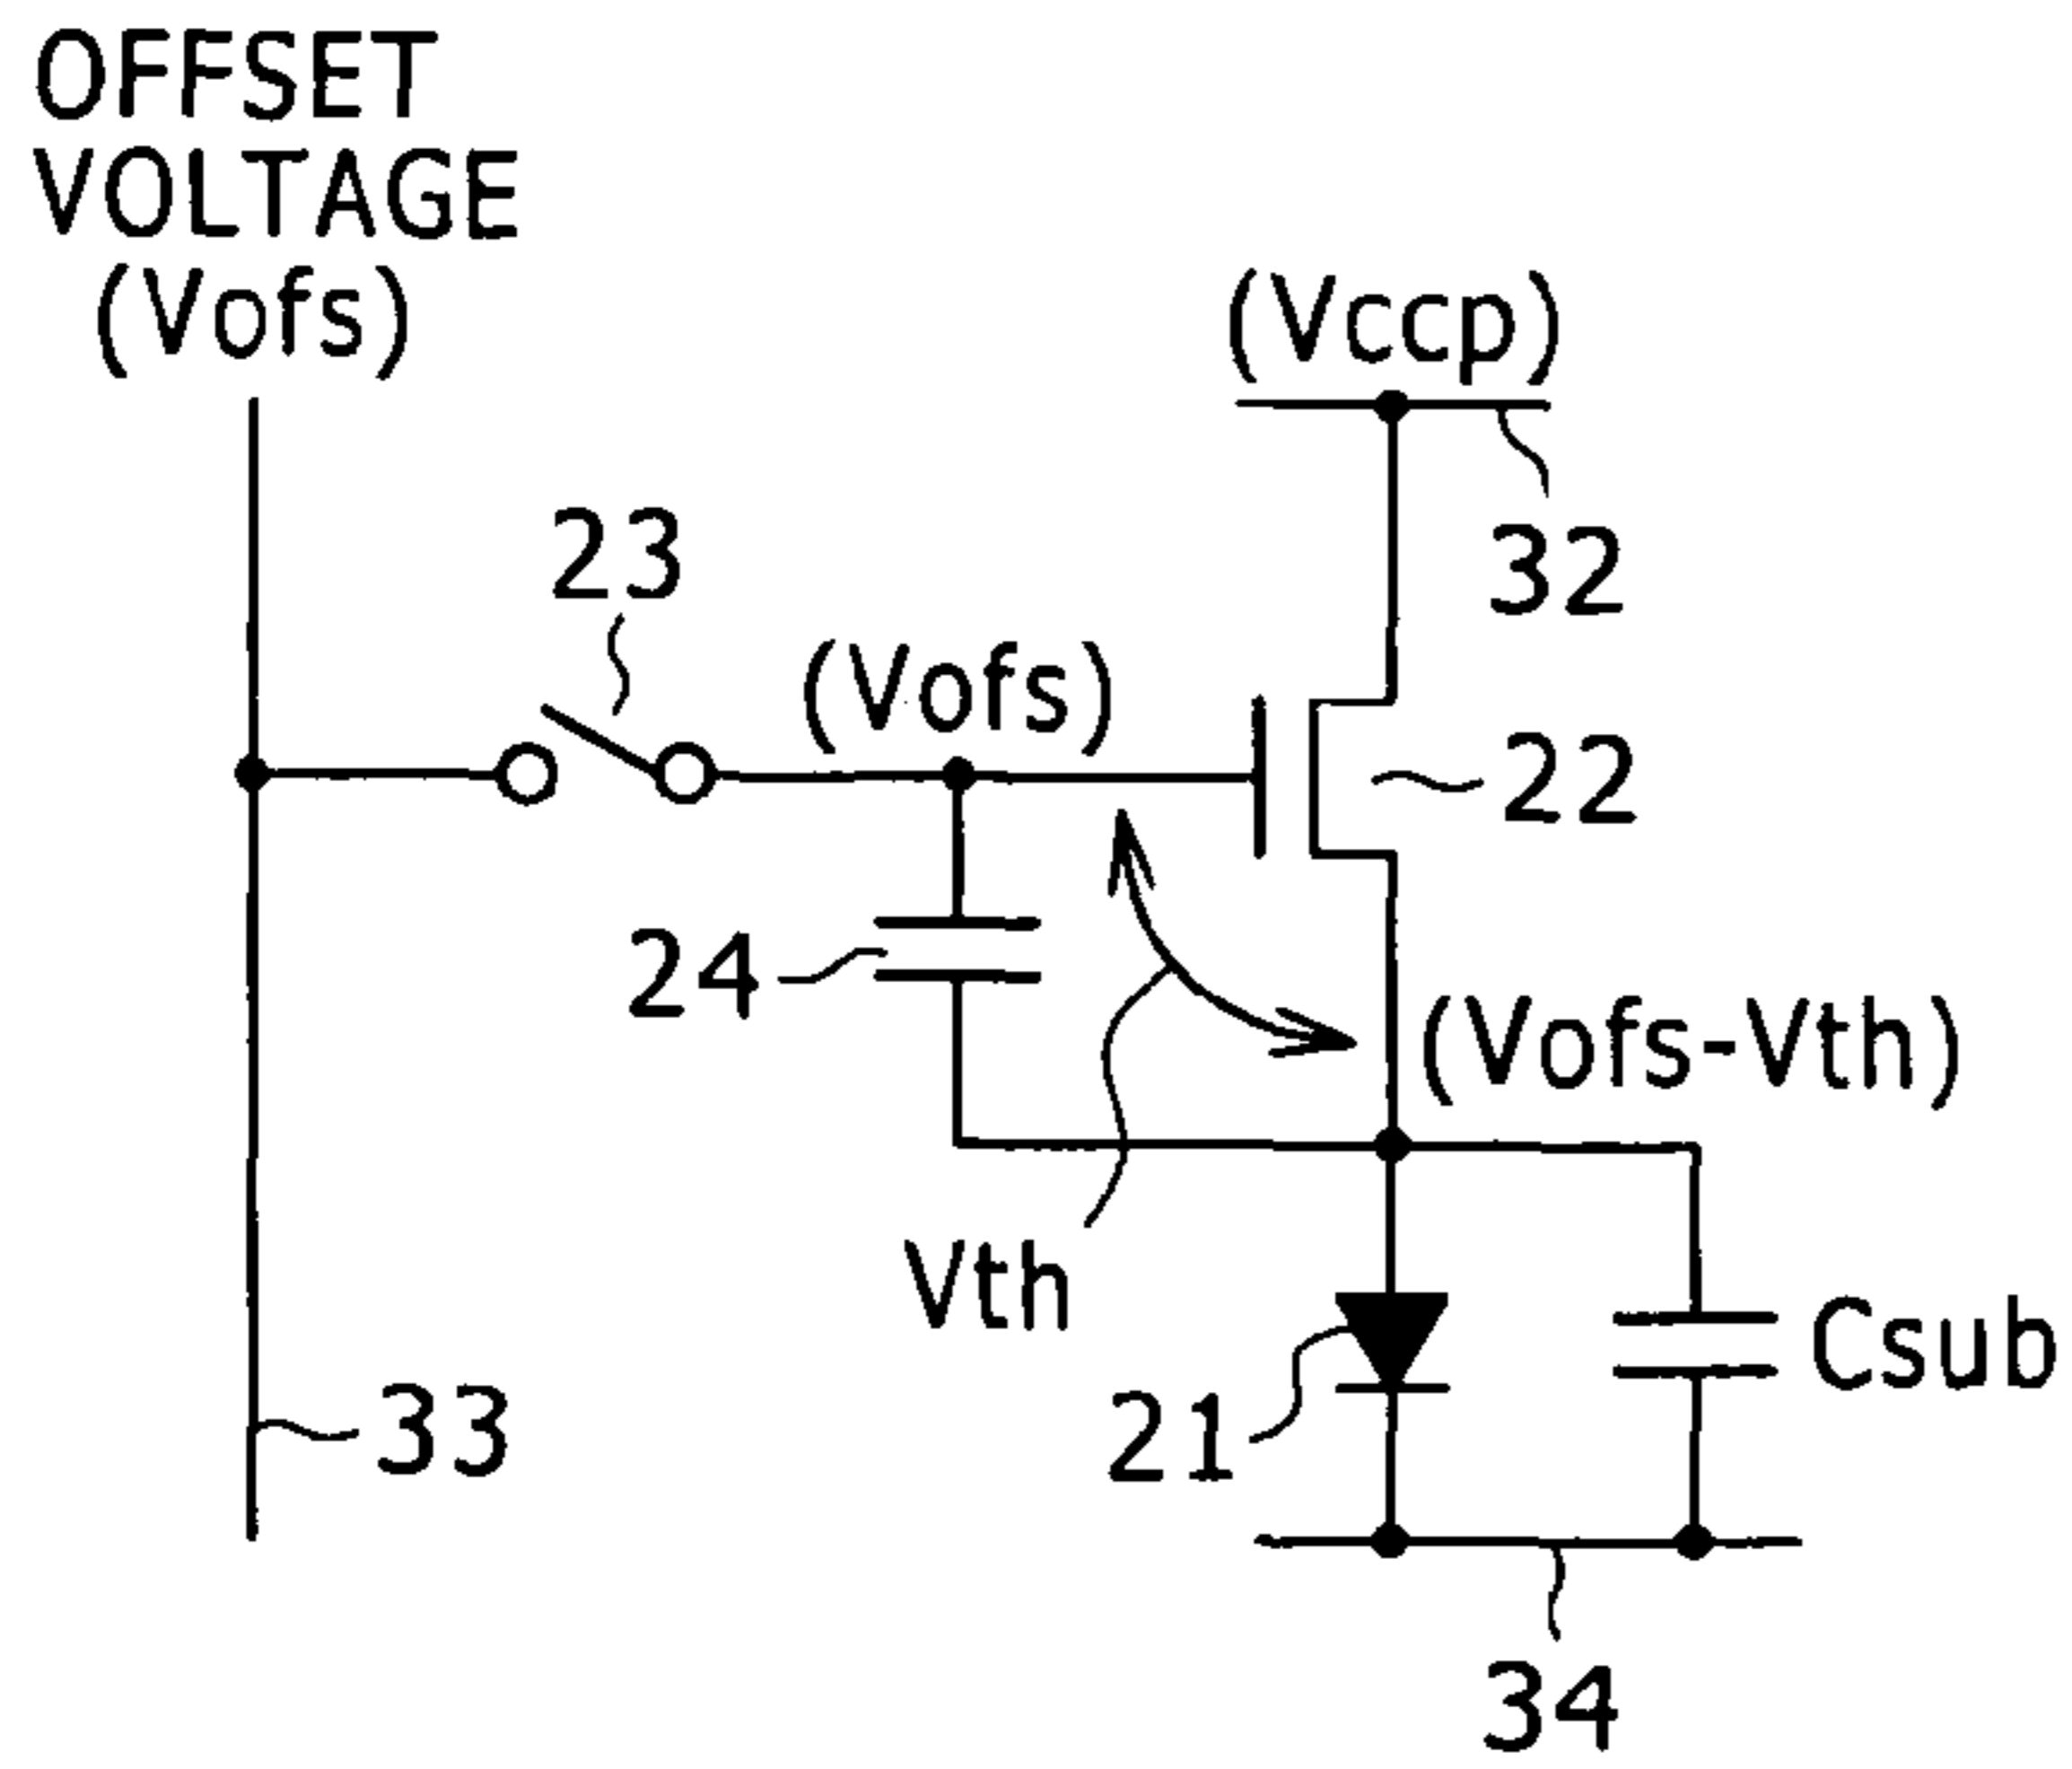 OFFSET
VOLTAGE
(Vofs)
(Vccp)
32
23
(Vofs)
22
24
(Vofs-Vth)
Vth
Csub
21
33
34